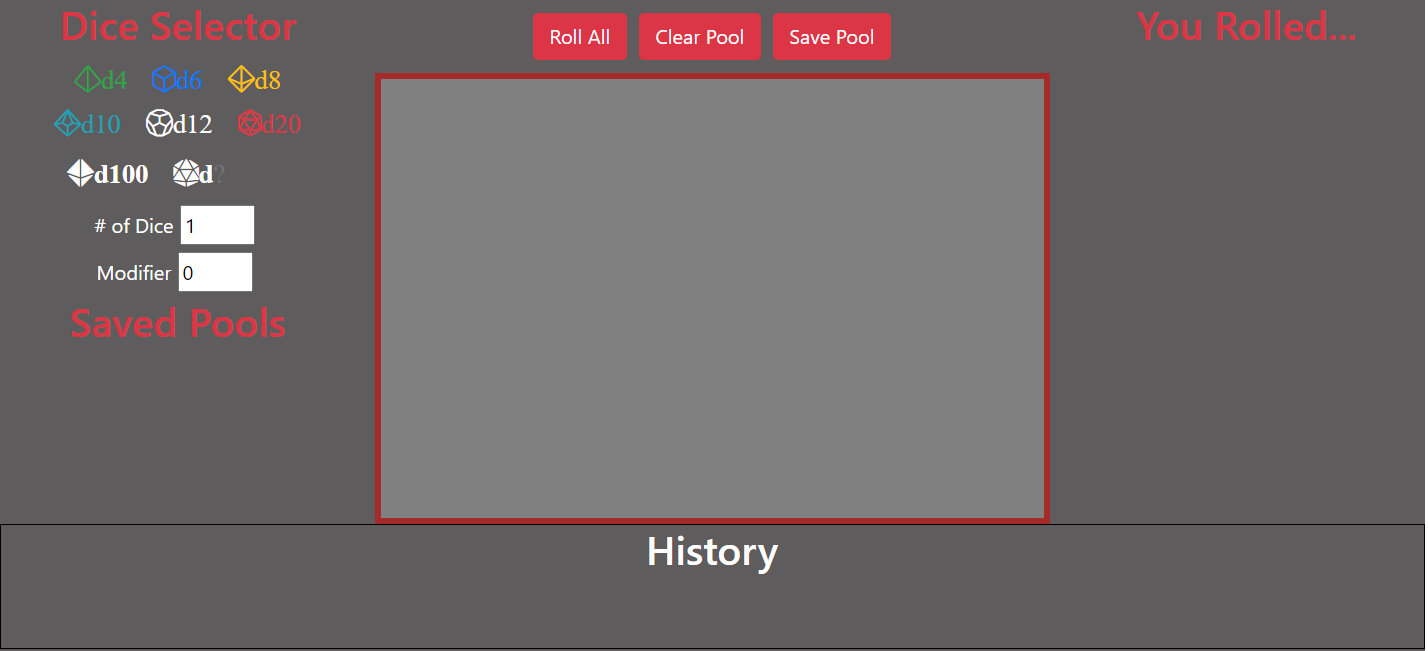 Dice Selector
d4 d6 d8
d10 d12 d20
d100 d?
# of Dice 1
Modifier 0
Saved Pools
Roll All Clear Pool Save Pool
You Rolled...
History